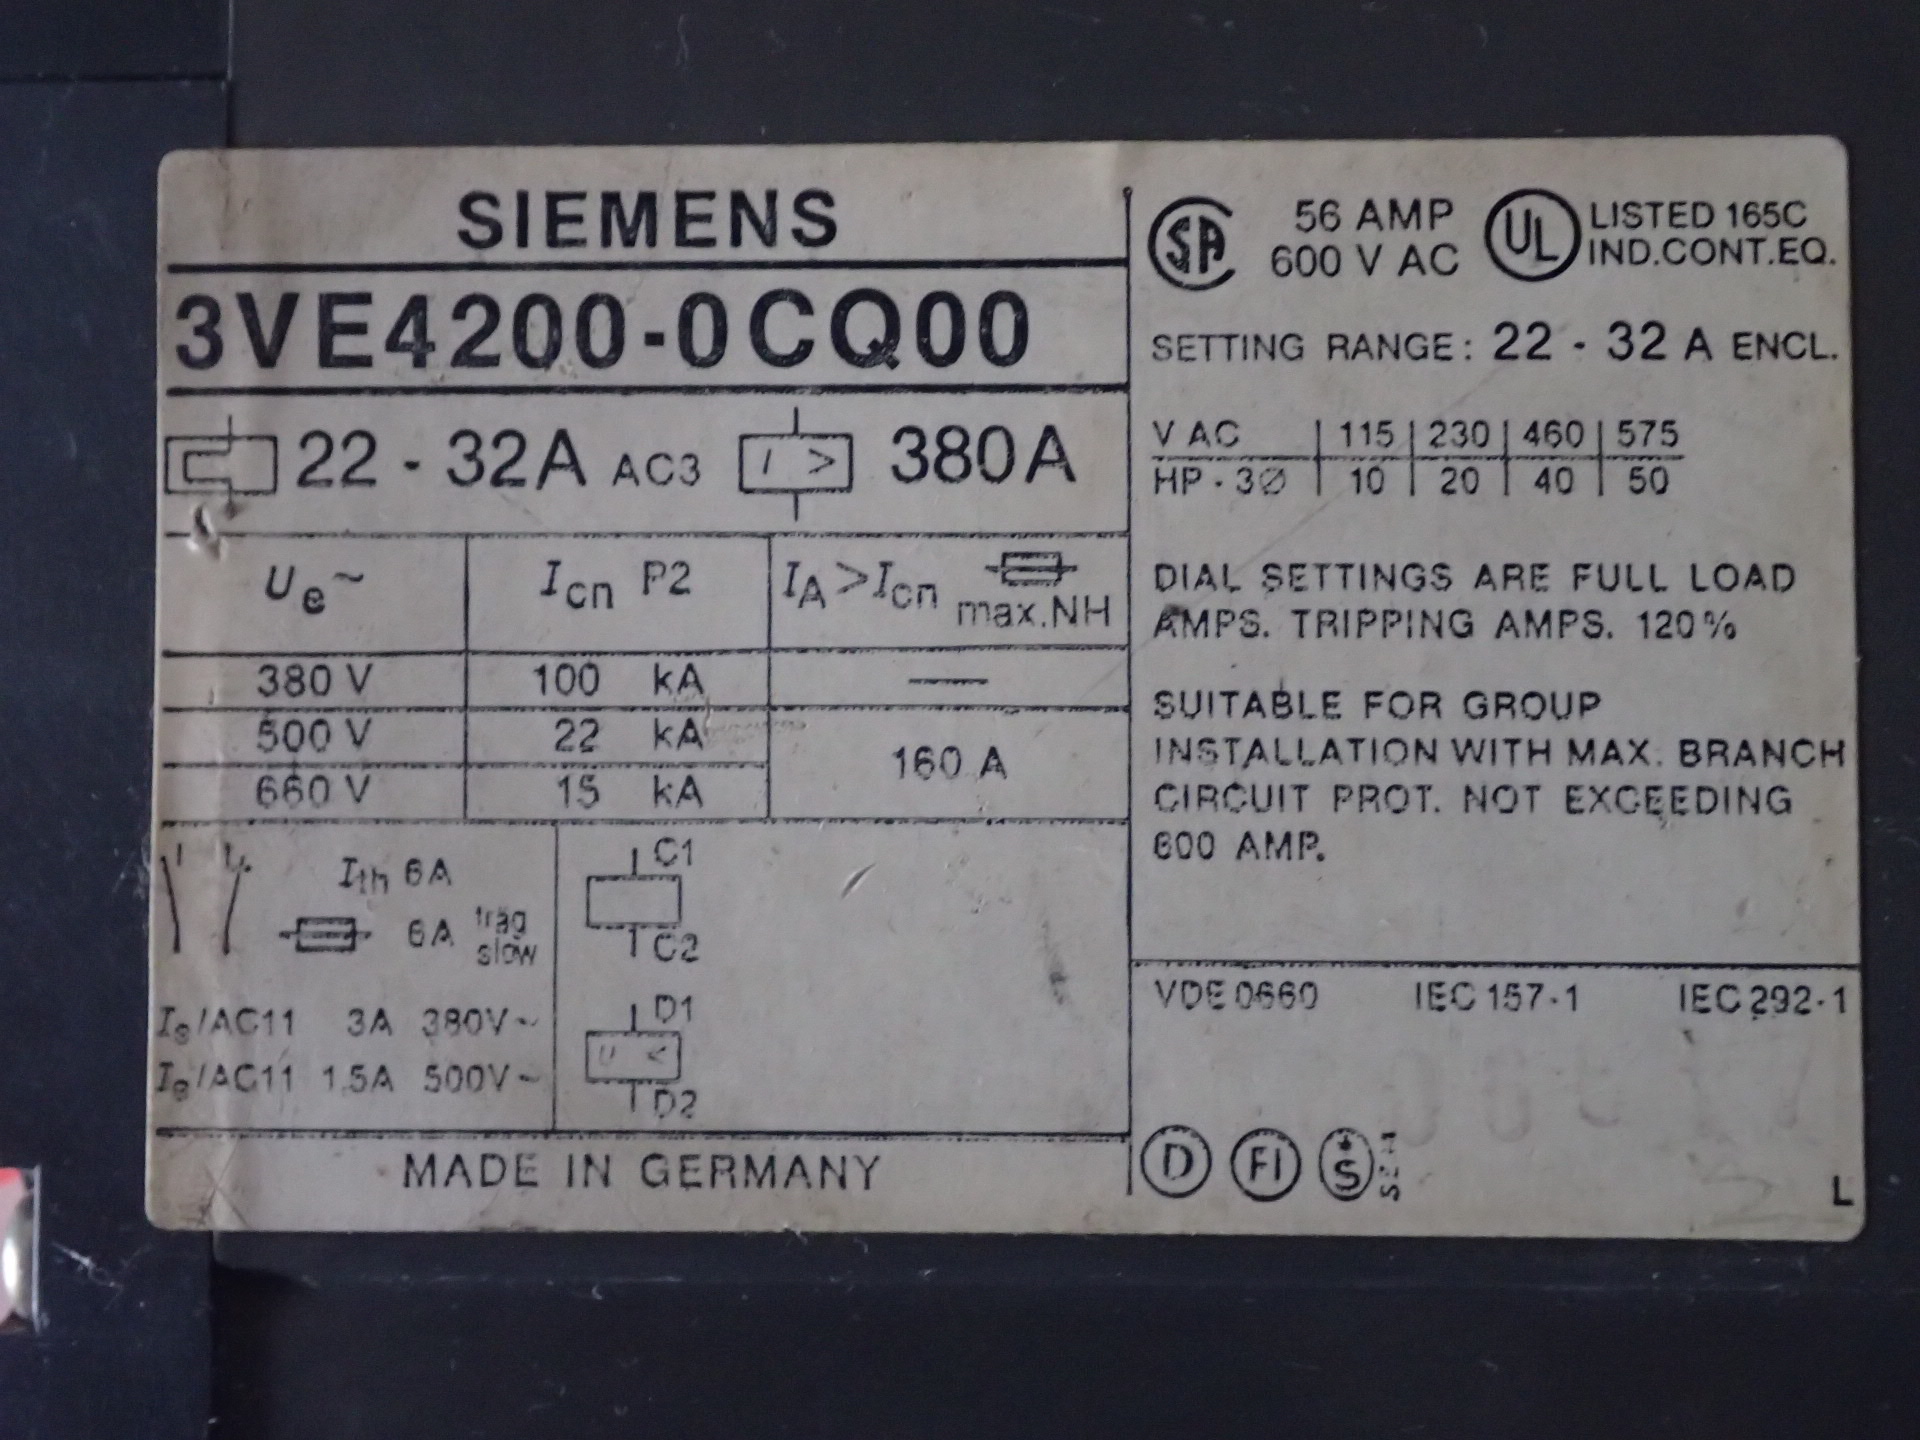 SIEMENS
3VE4200-0CQ00
22 - 32A AC3 I > 380A
Ue~ Icn P2 IA>Icn max.NH
380 V 100 kA —
500 V 22 kA
160 A
660 V 15 kA
Ith 6A
6A träg
slow
Ie/AC11 3A 380V~
Ie/AC11 1.5A 500V~
C1
C2
D1
U <
D2
MADE IN GERMANY
SA 56 AMP UL LISTED 165C
600 V AC IND.CONT.EQ.
SETTING RANGE: 22 - 32 A ENCL.
V AC 115 230 460 575
HP - 3Ø 10 20 40 50
DIAL SETTINGS ARE FULL LOAD
AMPS. TRIPPING AMPS. 120%
SUITABLE FOR GROUP
INSTALLATION WITH MAX. BRANCH
CIRCUIT PROT. NOT EXCEEDING
600 AMP.
VDE 0660 IEC 157-1 IEC 292-1
D FI S
L